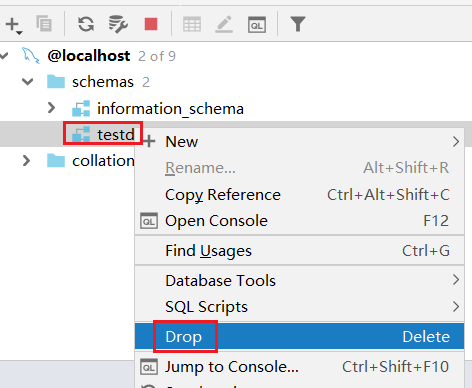 @localhost 2 of 9
schemas 2
information_schema
testd
collation
New
Rename... Alt+Shift+R
Copy Reference Ctrl+Alt+Shift+C
QL Open Console F12
Find Usages Ctrl+G
Database Tools
SQL Scripts
Drop Delete
QL Jump to Console... Ctrl+Shift+F10